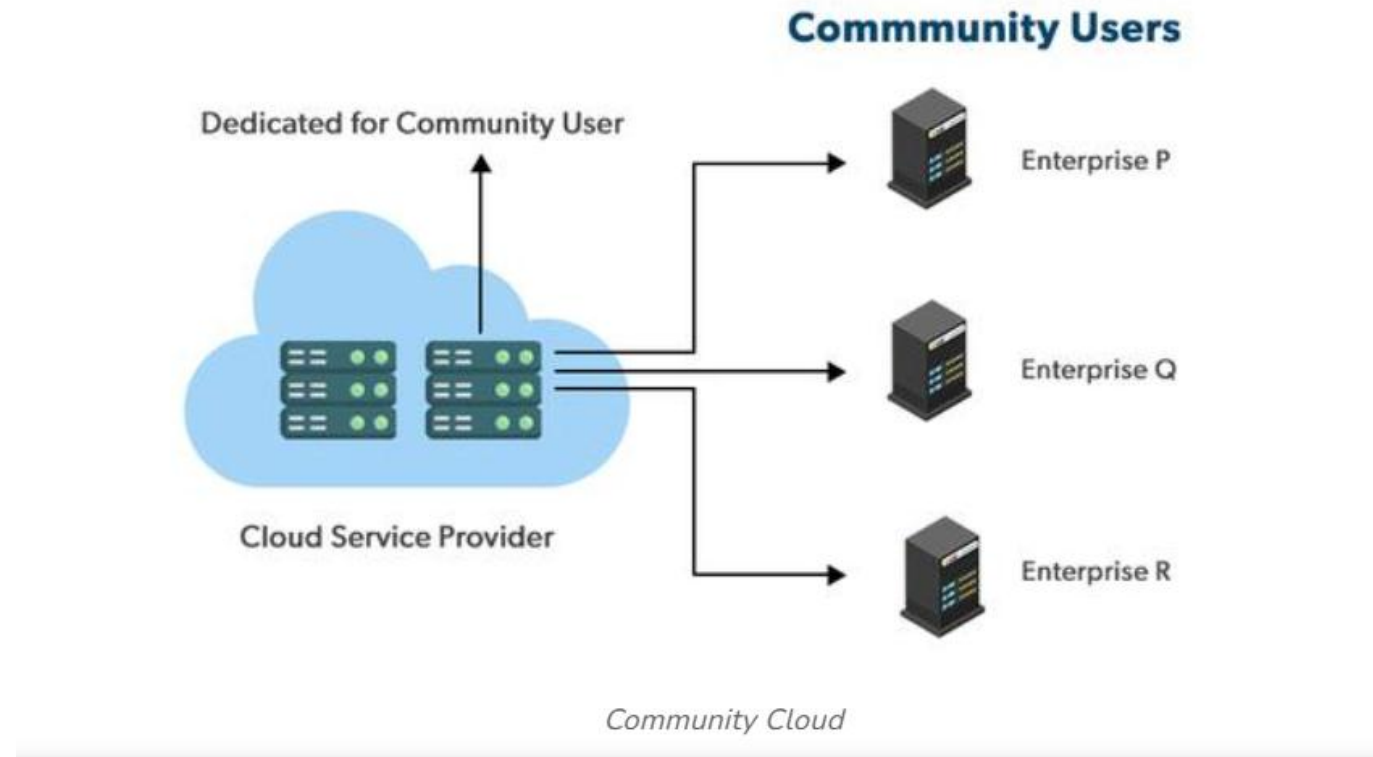 Commmunity Users
Dedicated for Community User
Enterprise P
Enterprise Q
Cloud Service Provider
Enterprise R
Community Cloud